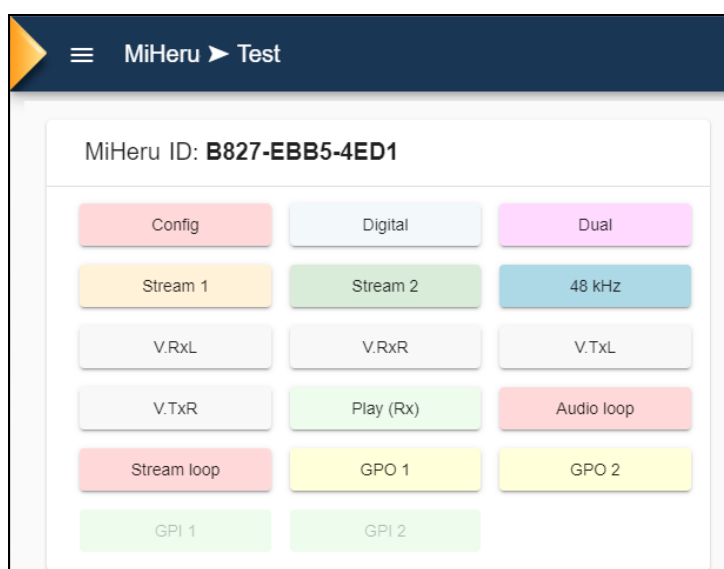 MiHeru ➤ Test
MiHeru ID: B827-EBB5-4ED1
Config Digital Dual
Stream 1 Stream 2 48 kHz
V.RxL V.RxR V.TxL
V.TxR Play (Rx) Audio loop
Stream loop GPO 1 GPO 2
GPI 1 GPI 2